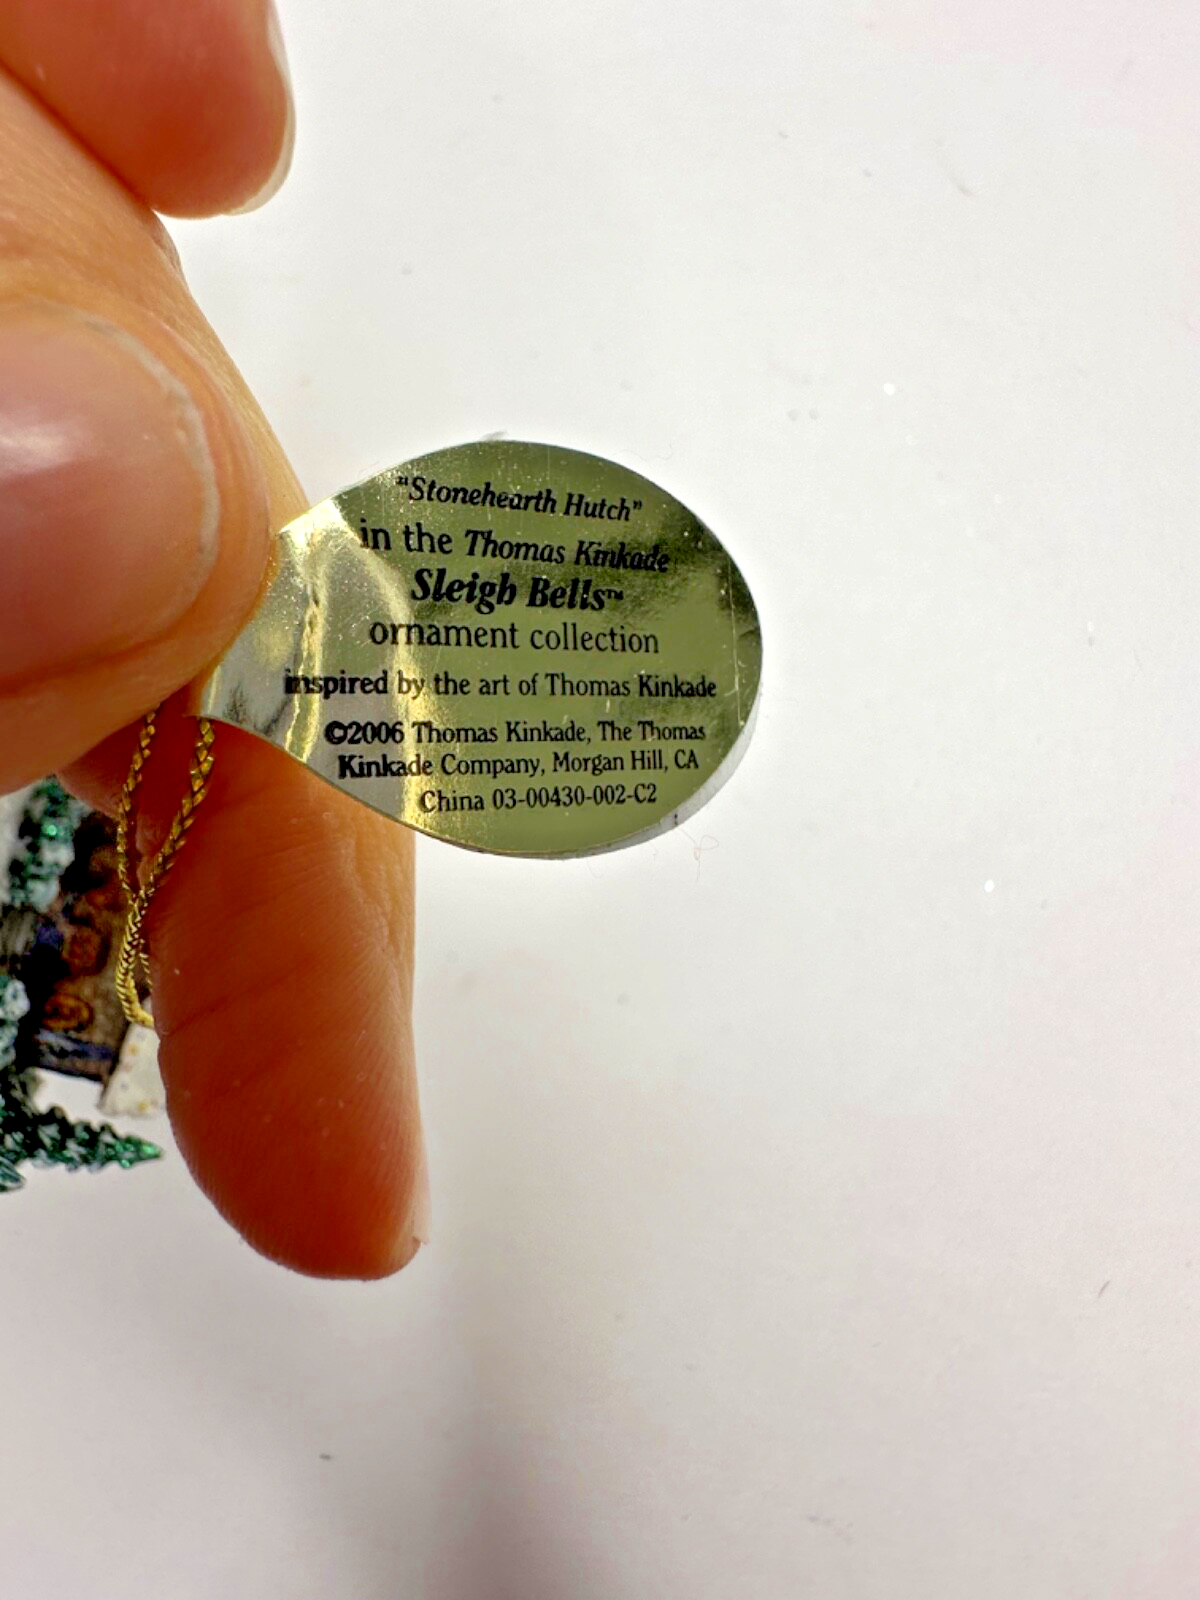 "Stonehearth Hutch"
in the Thomas Kinkade
Sleigh Bells™
ornament collection
inspired by the art of Thomas Kinkade
©2006 Thomas Kinkade, The Thomas
Kinkade Company, Morgan Hill, CA
China 03-00430-002-C2